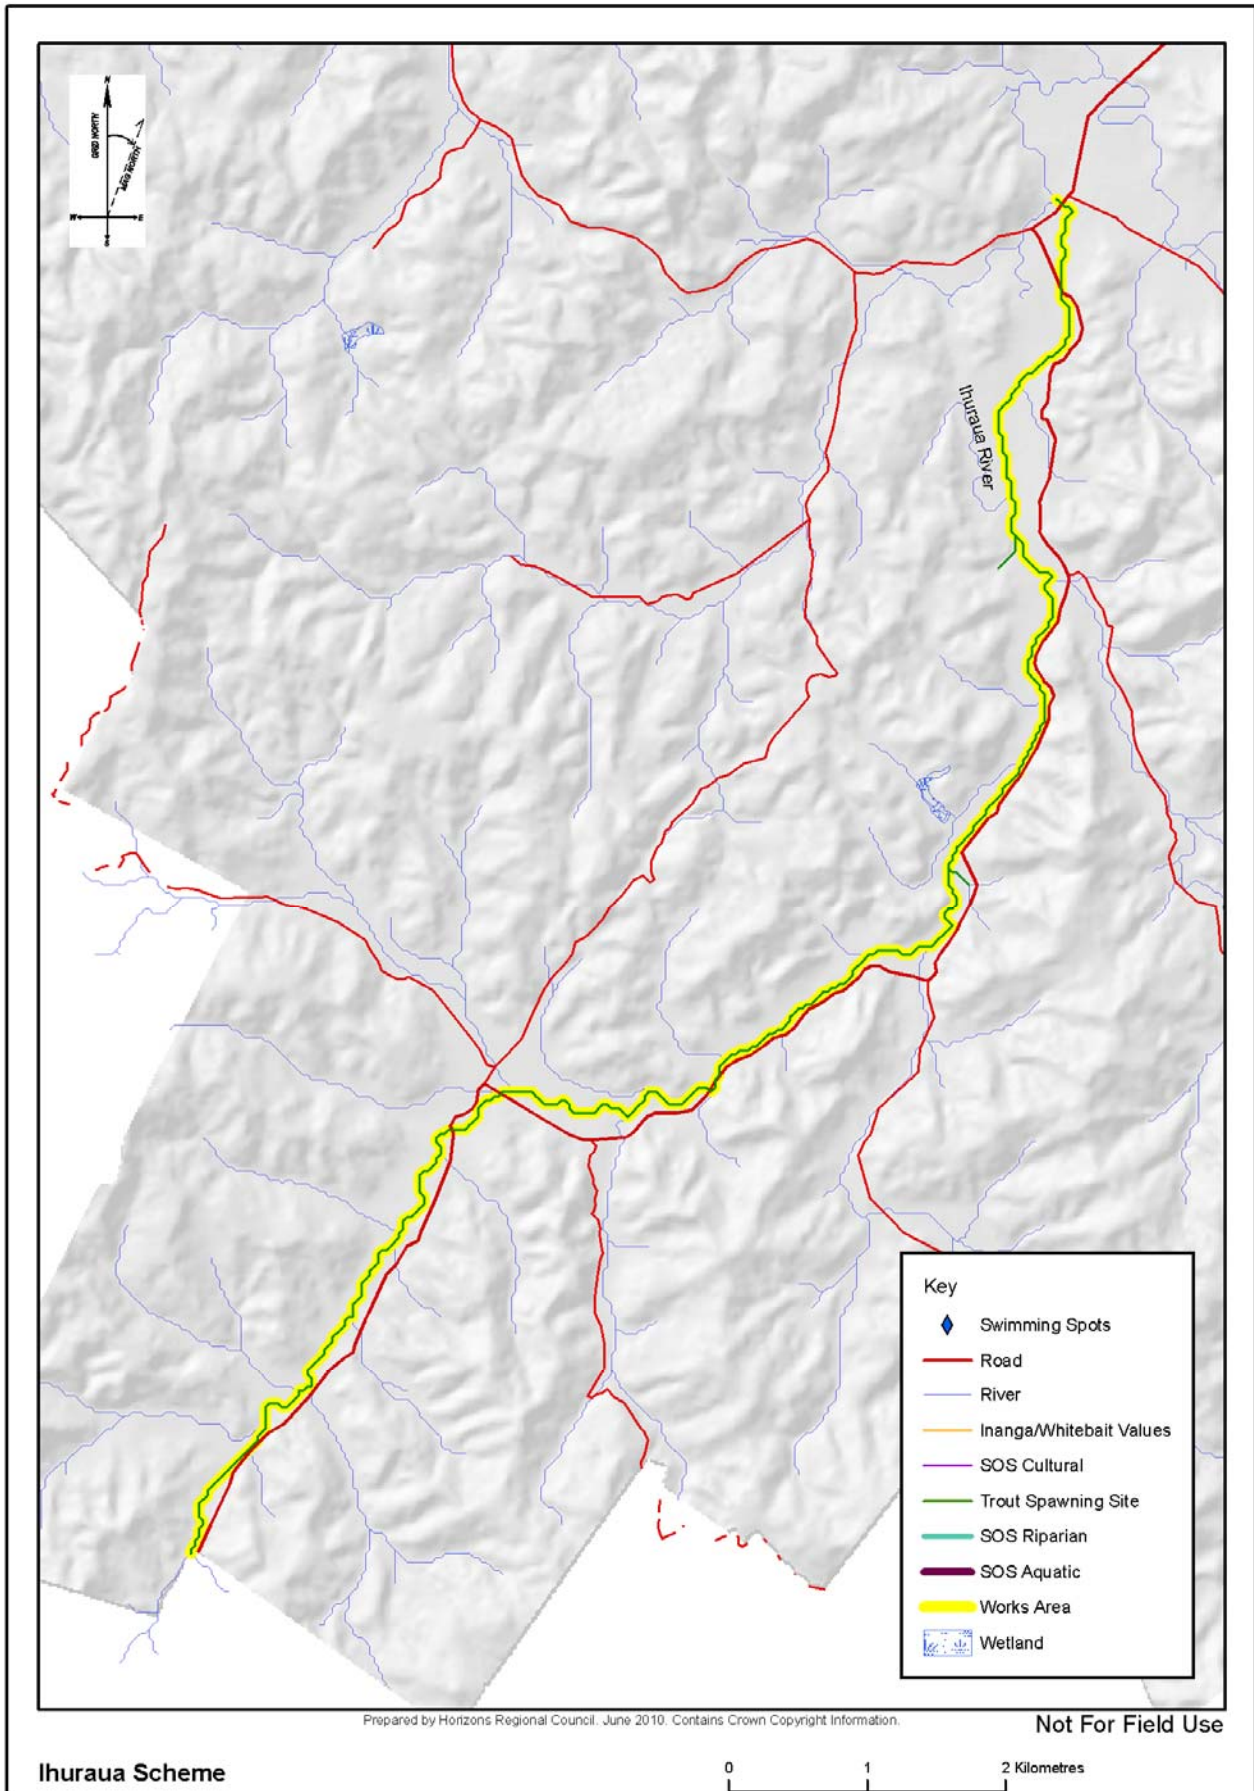 N
GRID NORTH
MAG NORTH
W E
S
Ihuraua River
Key
Swimming Spots
Road
River
Inanga/Whitebait Values
SOS Cultural
Trout Spawning Site
SOS Riparian
SOS Aquatic
Works Area
Wetland
Prepared by Horizons Regional Council. June 2010. Contains Crown Copyright Information.
Not For Field Use
Ihuraua Scheme
0 1 2 Kilometres